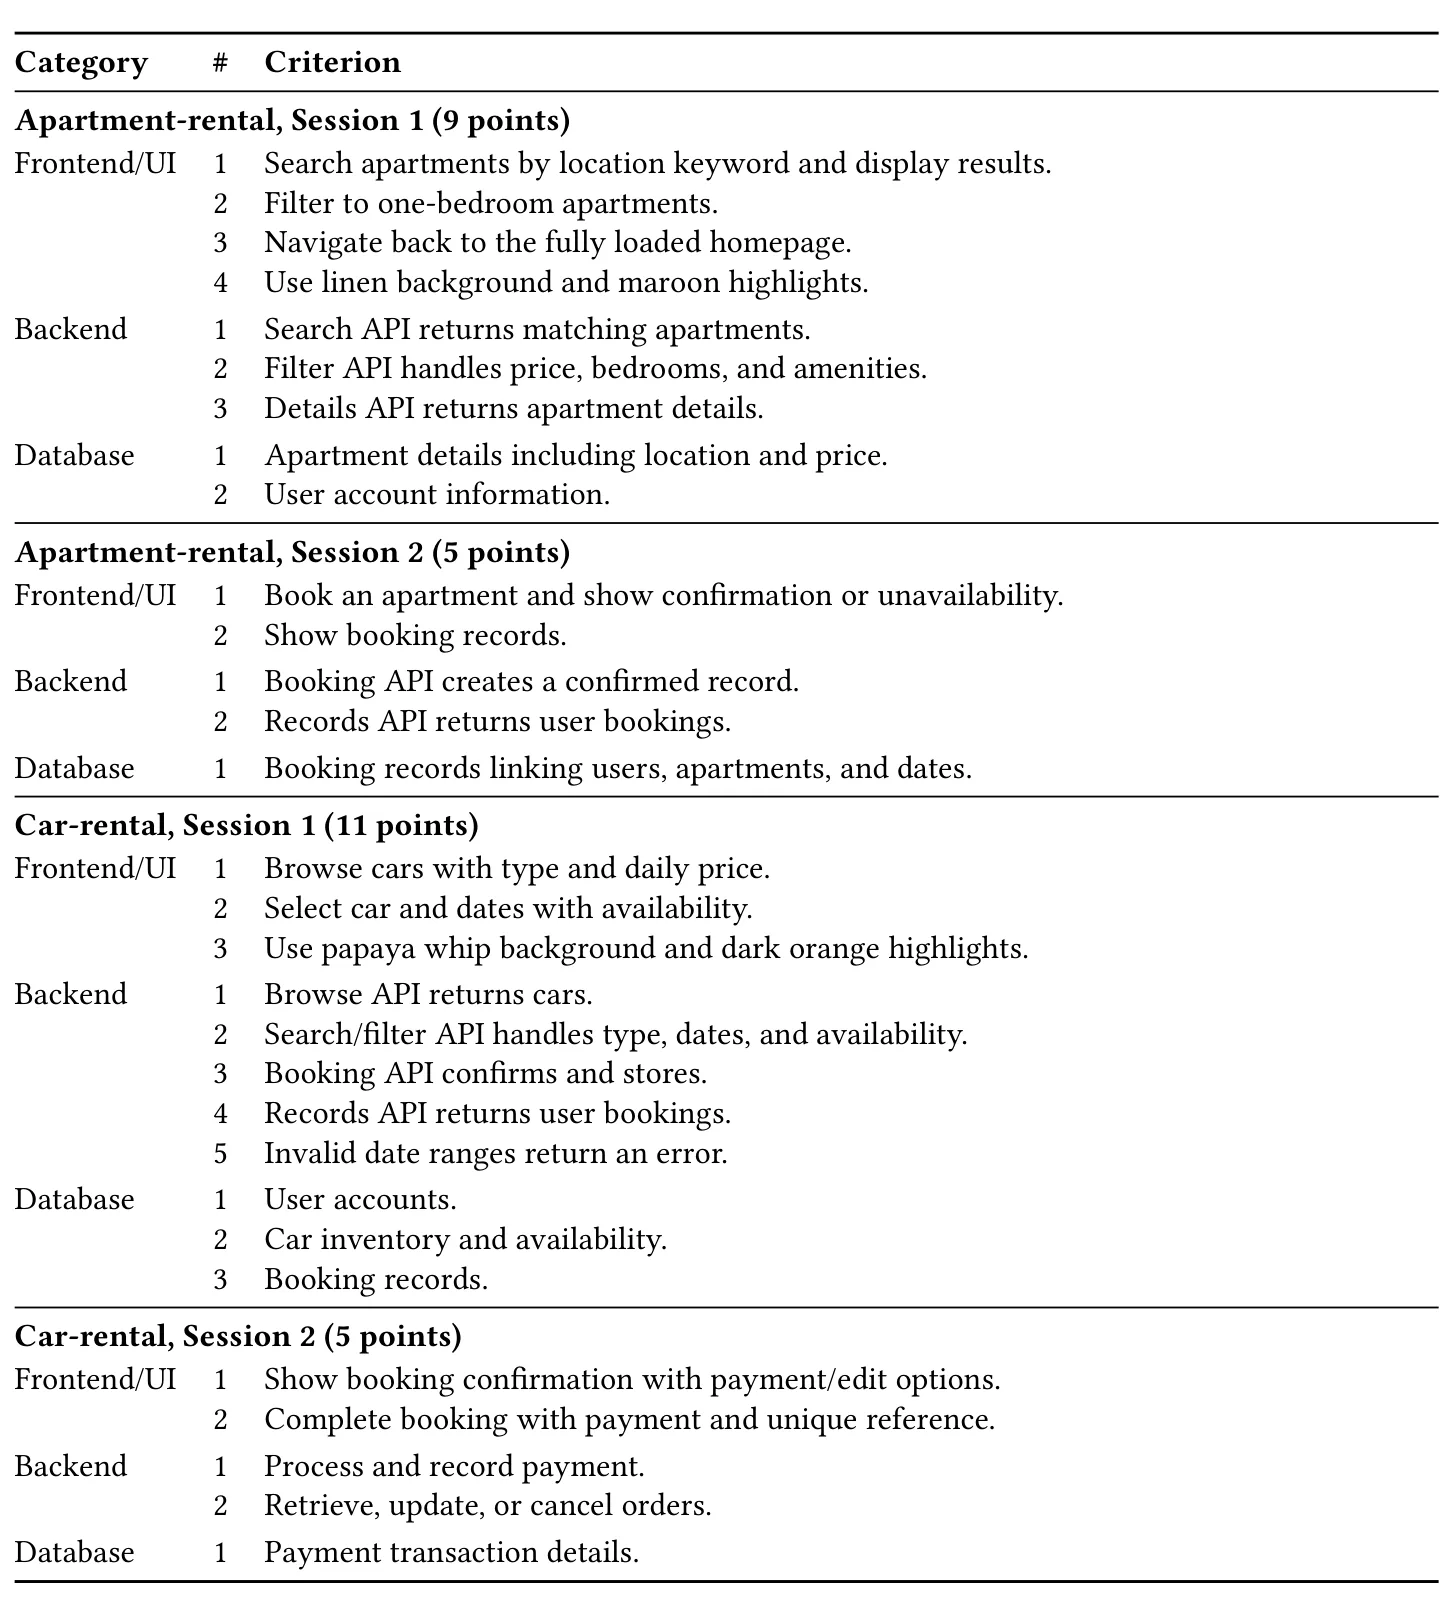 Category # Criterion
Apartment-rental, Session 1 (9 points)
Frontend/UI 1 Search apartments by location keyword and display results.
2 Filter to one-bedroom apartments.
3 Navigate back to the fully loaded homepage.
4 Use linen background and maroon highlights.
Backend 1 Search API returns matching apartments.
2 Filter API handles price, bedrooms, and amenities.
3 Details API returns apartment details.
Database 1 Apartment details including location and price.
2 User account information.
Apartment-rental, Session 2 (5 points)
Frontend/UI 1 Book an apartment and show confirmation or unavailability.
2 Show booking records.
Backend 1 Booking API creates a confirmed record.
2 Records API returns user bookings.
Database 1 Booking records linking users, apartments, and dates.
Car-rental, Session 1 (11 points)
Frontend/UI 1 Browse cars with type and daily price.
2 Select car and dates with availability.
3 Use papaya whip background and dark orange highlights.
Backend 1 Browse API returns cars.
2 Search/filter API handles type, dates, and availability.
3 Booking API confirms and stores.
4 Records API returns user bookings.
5 Invalid date ranges return an error.
Database 1 User accounts.
2 Car inventory and availability.
3 Booking records.
Car-rental, Session 2 (5 points)
Frontend/UI 1 Show booking confirmation with payment/edit options.
2 Complete booking with payment and unique reference.
Backend 1 Process and record payment.
2 Retrieve, update, or cancel orders.
Database 1 Payment transaction details.